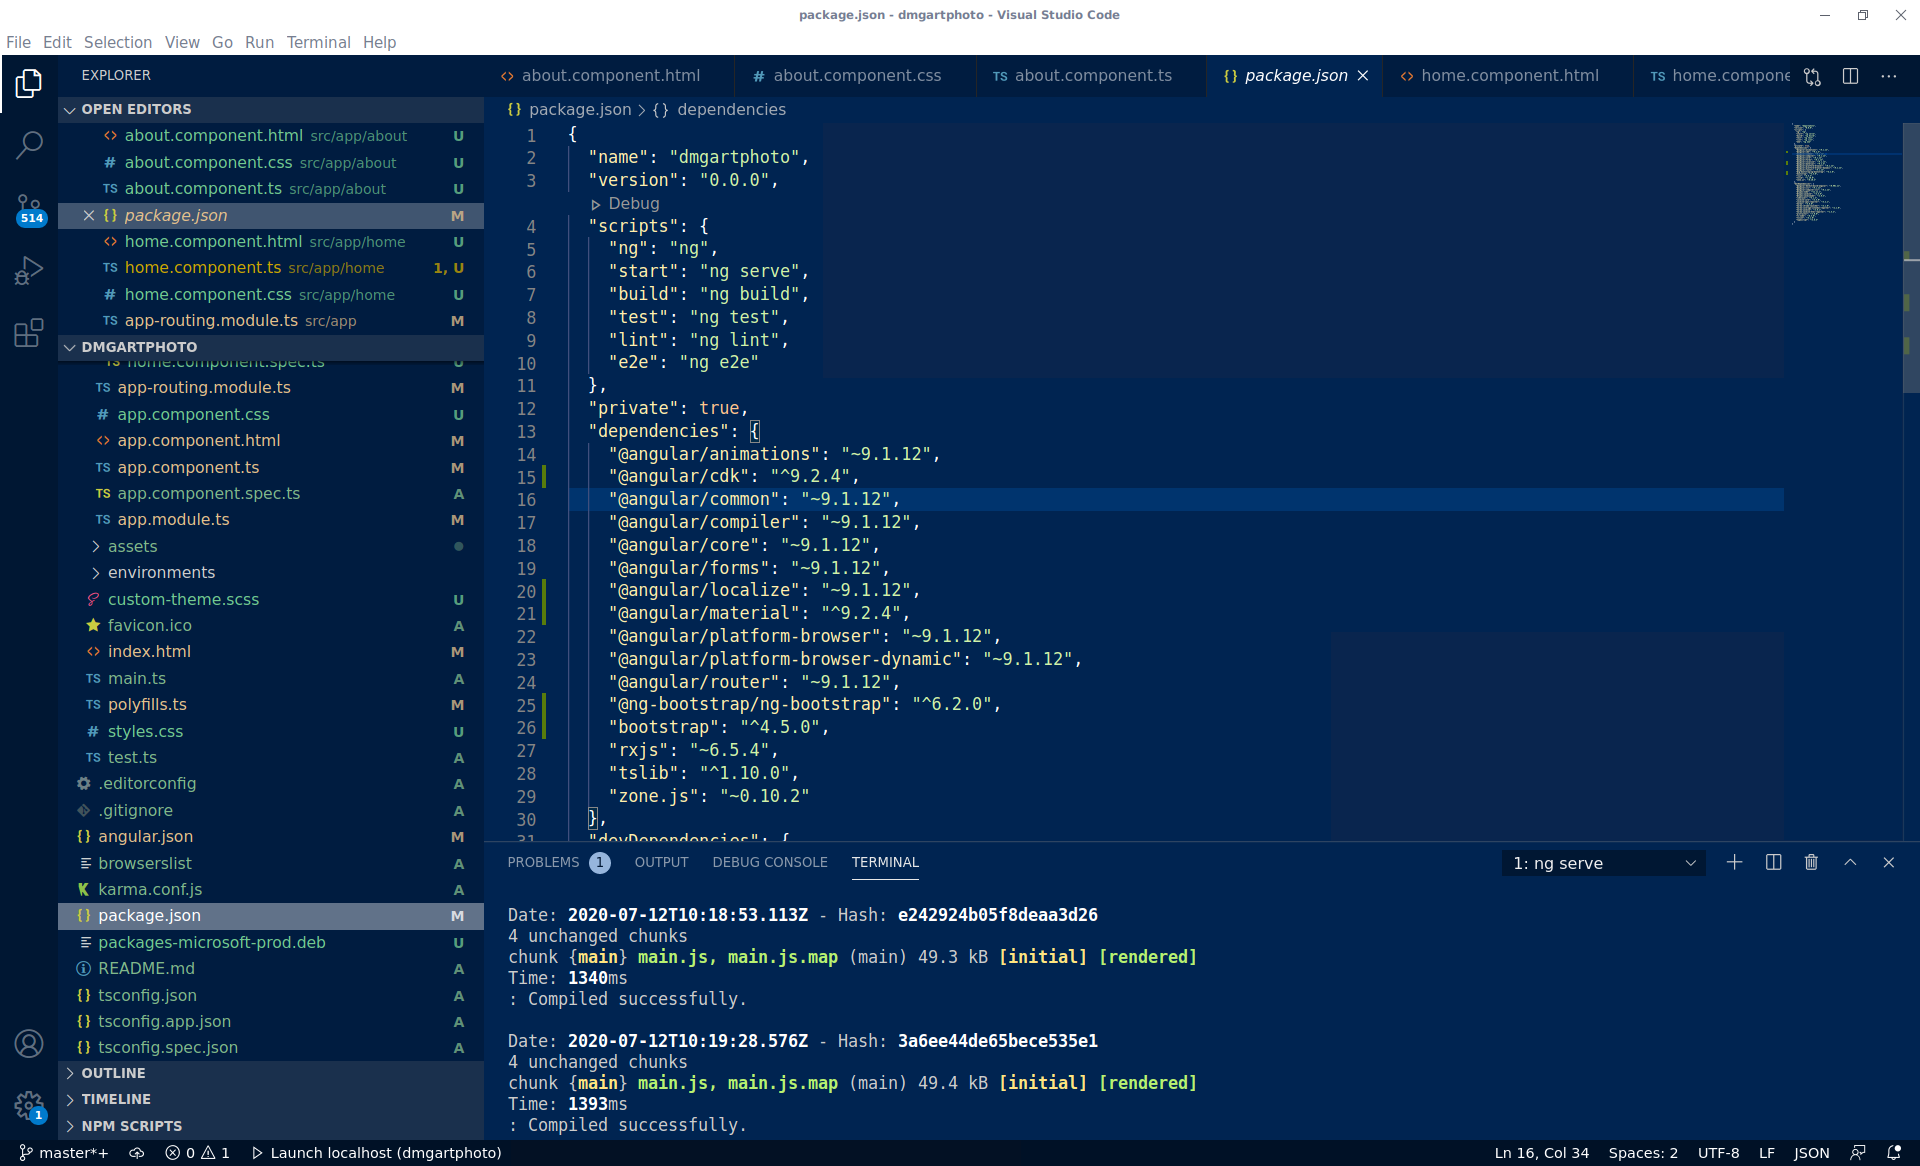 package.json - dmgartphoto - Visual Studio Code
File Edit Selection View Go Run Terminal Help
EXPLORER
OPEN EDITORS
about.component.html src/app/about U
about.component.css src/app/about U
about.component.ts src/app/about U
package.json M
home.component.html src/app/home U
home.component.ts src/app/home 1, U
home.component.css src/app/home U
app-routing.module.ts src/app M
DMGARTPHOTO
home.component.spec.ts U
app-routing.module.ts M
app.component.css U
app.component.html M
app.component.ts M
app.component.spec.ts A
app.module.ts M
assets
environments
custom-theme.scss U
favicon.ico A
index.html M
main.ts A
polyfills.ts M
styles.css U
test.ts A
.editorconfig A
.gitignore A
angular.json M
browserslist A
karma.conf.js A
package.json M
packages-microsoft-prod.deb U
README.md A
tsconfig.json A
tsconfig.app.json A
tsconfig.spec.json A
OUTLINE
TIMELINE
NPM SCRIPTS
514
1
about.component.html about.component.css about.component.ts package.json home.component.html home.compone
package.json > {} dependencies
1 {
2 "name": "dmgartphoto",
3 "version": "0.0.0",
Debug
4 "scripts": {
5 "ng": "ng",
6 "start": "ng serve",
7 "build": "ng build",
8 "test": "ng test",
9 "lint": "ng lint",
10 "e2e": "ng e2e"
11 },
12 "private": true,
13 "dependencies": {
14 "@angular/animations": "~9.1.12",
15 "@angular/cdk": "^9.2.4",
16 "@angular/common": "~9.1.12",
17 "@angular/compiler": "~9.1.12",
18 "@angular/core": "~9.1.12",
19 "@angular/forms": "~9.1.12",
20 "@angular/localize": "~9.1.12",
21 "@angular/material": "^9.2.4",
22 "@angular/platform-browser": "~9.1.12",
23 "@angular/platform-browser-dynamic": "~9.1.12",
24 "@angular/router": "~9.1.12",
25 "@ng-bootstrap/ng-bootstrap": "^6.2.0",
26 "bootstrap": "^4.5.0",
27 "rxjs": "~6.5.4",
28 "tslib": "^1.10.0",
29 "zone.js": "~0.10.2"
30 },
31 "devDependencies": {
PROBLEMS 1 OUTPUT DEBUG CONSOLE TERMINAL 1: ng serve
Date: 2020-07-12T10:18:53.113Z - Hash: e242924b05f8deaa3d26
4 unchanged chunks
chunk {main} main.js, main.js.map (main) 49.3 kB [initial] [rendered]
Time: 1340ms
: Compiled successfully.
Date: 2020-07-12T10:19:28.576Z - Hash: 3a6ee44de65bece535e1
4 unchanged chunks
chunk {main} main.js, main.js.map (main) 49.4 kB [initial] [rendered]
Time: 1393ms
: Compiled successfully.
master*+ 0 1 Launch localhost (dmgartphoto) Ln 16, Col 34 Spaces: 2 UTF-8 LF JSON